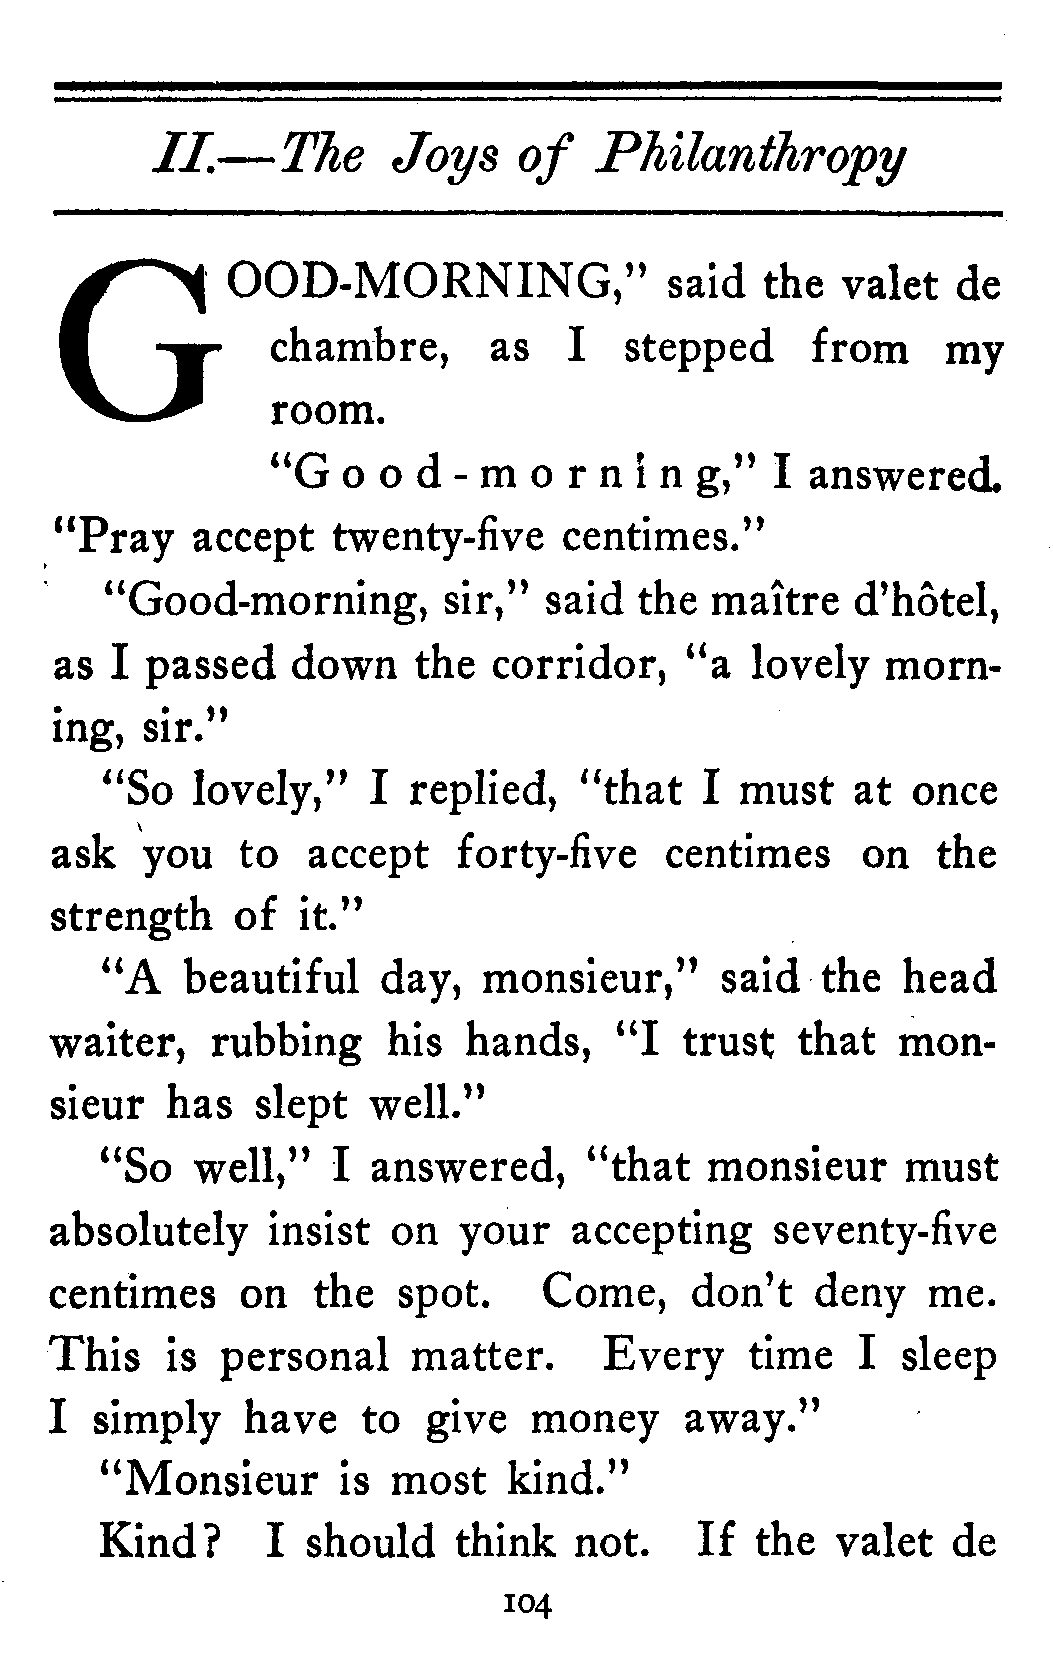 II.—The Joys of Philanthropy
GOOD-MORNING," said the valet de
chambre, as I stepped from my
room.
"Good-morning," I answered.
"Pray accept twenty-five centimes."
"Good-morning, sir," said the maître d'hôtel,
as I passed down the corridor, "a lovely morn-
ing, sir."
"So lovely," I replied, "that I must at once
ask you to accept forty-five centimes on the
strength of it."
"A beautiful day, monsieur," said the head
waiter, rubbing his hands, "I trust that mon-
sieur has slept well."
"So well," I answered, "that monsieur must
absolutely insist on your accepting seventy-five
centimes on the spot. Come, don't deny me.
This is personal matter. Every time I sleep
I simply have to give money away."
"Monsieur is most kind."
Kind? I should think not. If the valet de
104